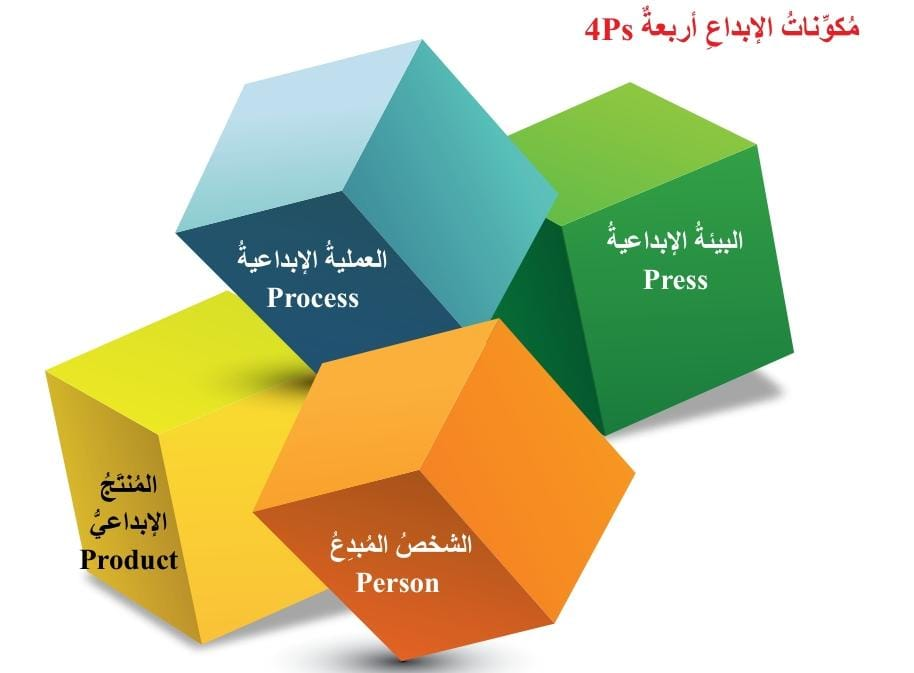 مُكوِّناتُ الإبداعِ أربعةٌ 4Ps
البيئةُ الإبداعيةُ
Press
العمليةُ الإبداعيةُ
Process
المُنتَجُ
الإبداعيُّ
Product
الشخصُ المُبدِعُ
Person